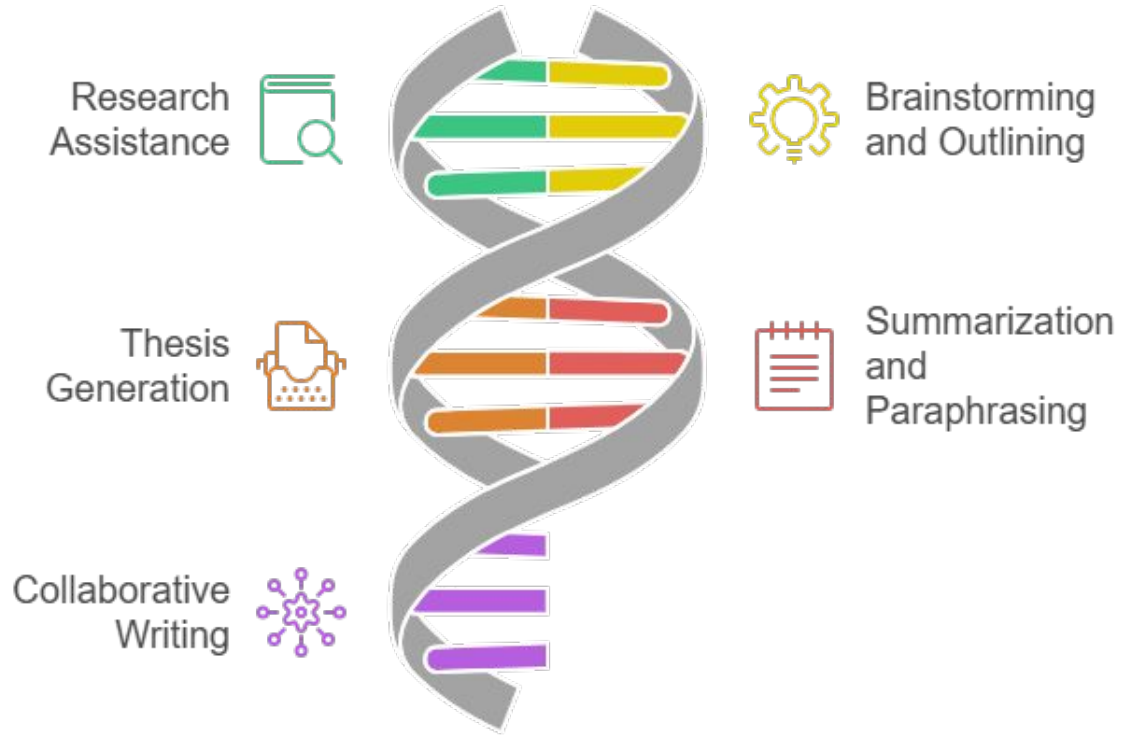 Research
Assistance
Brainstorming
and Outlining
Thesis
Generation
Summarization
and
Paraphrasing
Collaborative
Writing